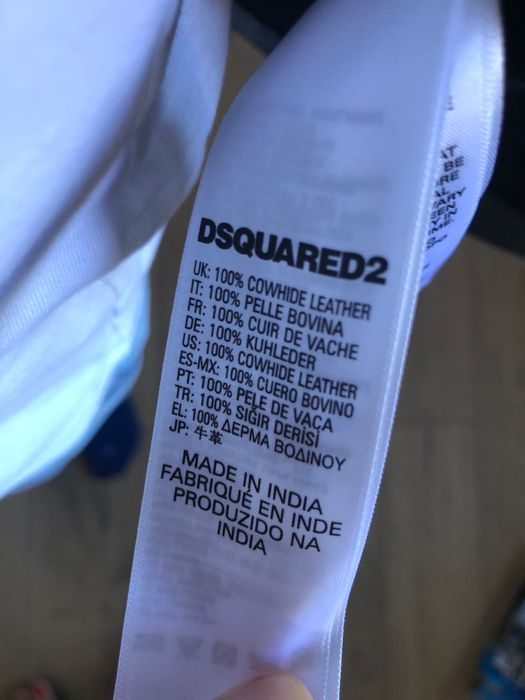 DSQUARED2
UK: 100% COWHIDE LEATHER
IT: 100% PELLE BOVINA
FR: 100% CUIR DE VACHE
DE: 100% KUHLEDER
US: 100% COWHIDE LEATHER
ES-MX: 100% CUERO BOVINO
PT: 100% PELE DE VACA
TR: 100% SIĞIR DERİSİ
EL: 100% ΔΕΡΜΑ ΒΟΔΙΝΟΥ
JP: 牛革
MADE IN INDIA
FABRIQUÉ EN INDE
PRODUZIDO NA
INDIA